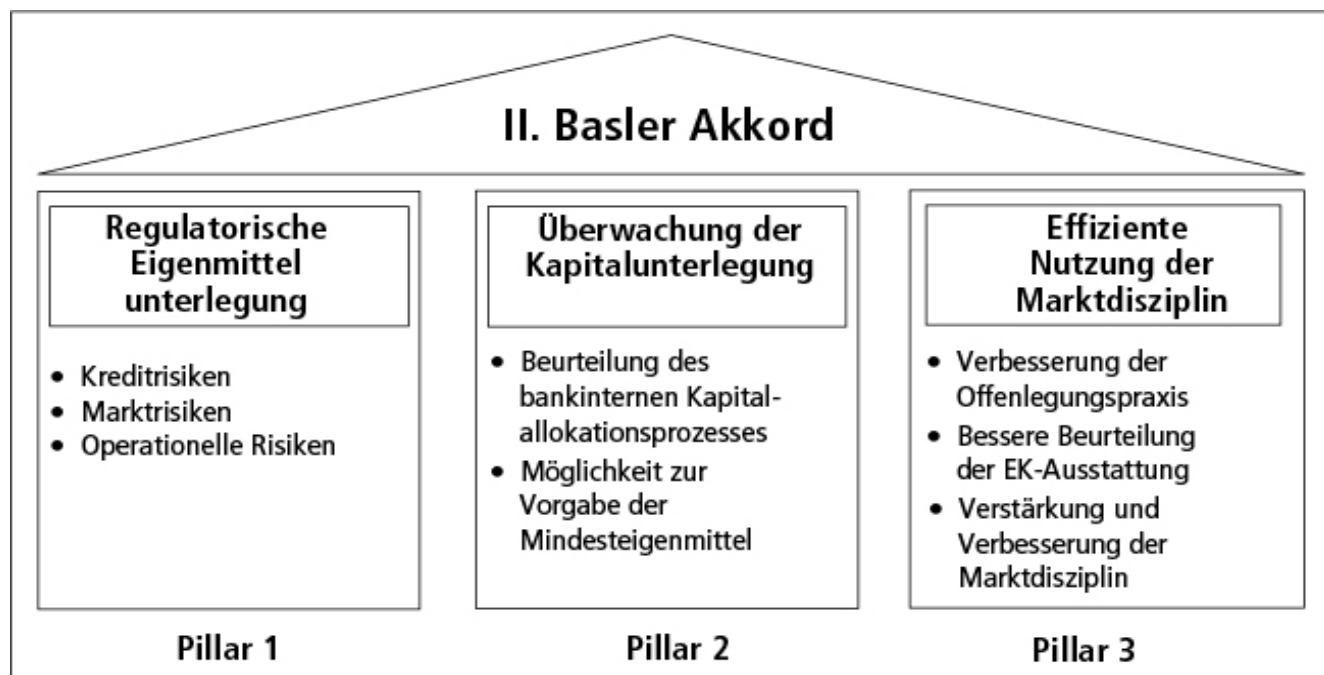 II. Basler Akkord
Regulatorische
Eigenmittel
unterlegung
• Kreditrisiken
• Marktrisiken
• Operationelle Risiken
Pillar 1
Überwachung der
Kapitalunterlegung
• Beurteilung des
bankinternen Kapital-
allokationsprozesses
• Möglichkeit zur
Vorgabe der
Mindesteigenmittel
Pillar 2
Effiziente
Nutzung der
Marktdisziplin
• Verbesserung der
Offenlegungspraxis
• Bessere Beurteilung
der EK-Ausstattung
• Verstärkung und
Verbesserung der
Marktdisziplin
Pillar 3